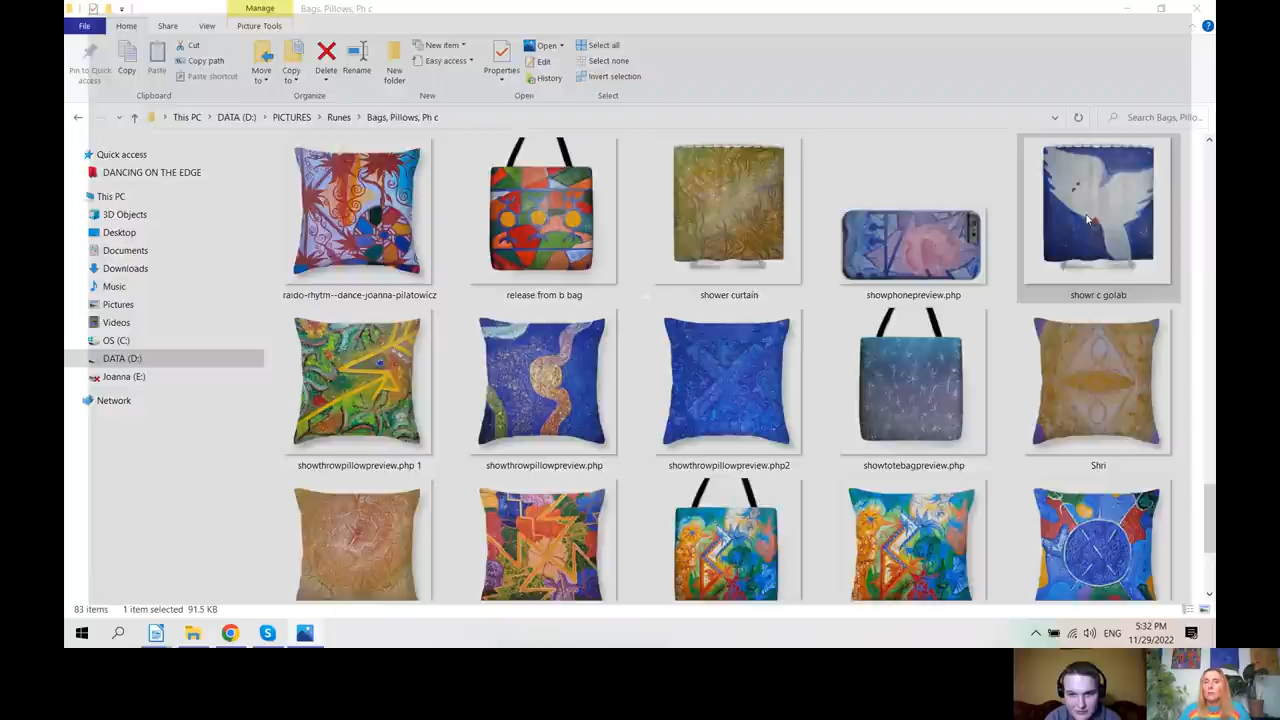 Manage
Bags, Pillows, Ph c
File
Home
Share
View
Picture Tools
Pin to Quick access
Copy
Paste
Cut
Copy path
Paste shortcut
Clipboard
Move to
Copy to
Delete
Rename
Organize
New folder
New item
Easy access
New
Properties
Open
Edit
History
Open
Select all
Select none
Invert selection
Select
This PC
DATA (D:)
PICTURES
Runes
Bags, Pillows, Ph c
Search Bags, Pillo...
Quick access
DANCING ON THE EDGE
This PC
3D Objects
Desktop
Documents
Downloads
Music
Pictures
Videos
OS (C:)
DATA (D:)
Joanna (E:)
Network
raido-rhytm--dance-joanna-pilatowicz
release from b bag
shower curtain
showphonepreview.php
showr c golab
showthrowpillowpreview.php 1
showthrowpillowpreview.php
showthrowpillowpreview.php2
showtotebagpreview.php
Shri
83 items
1 item selected 91.5 KB
ENG
5:32 PM
11/29/2022